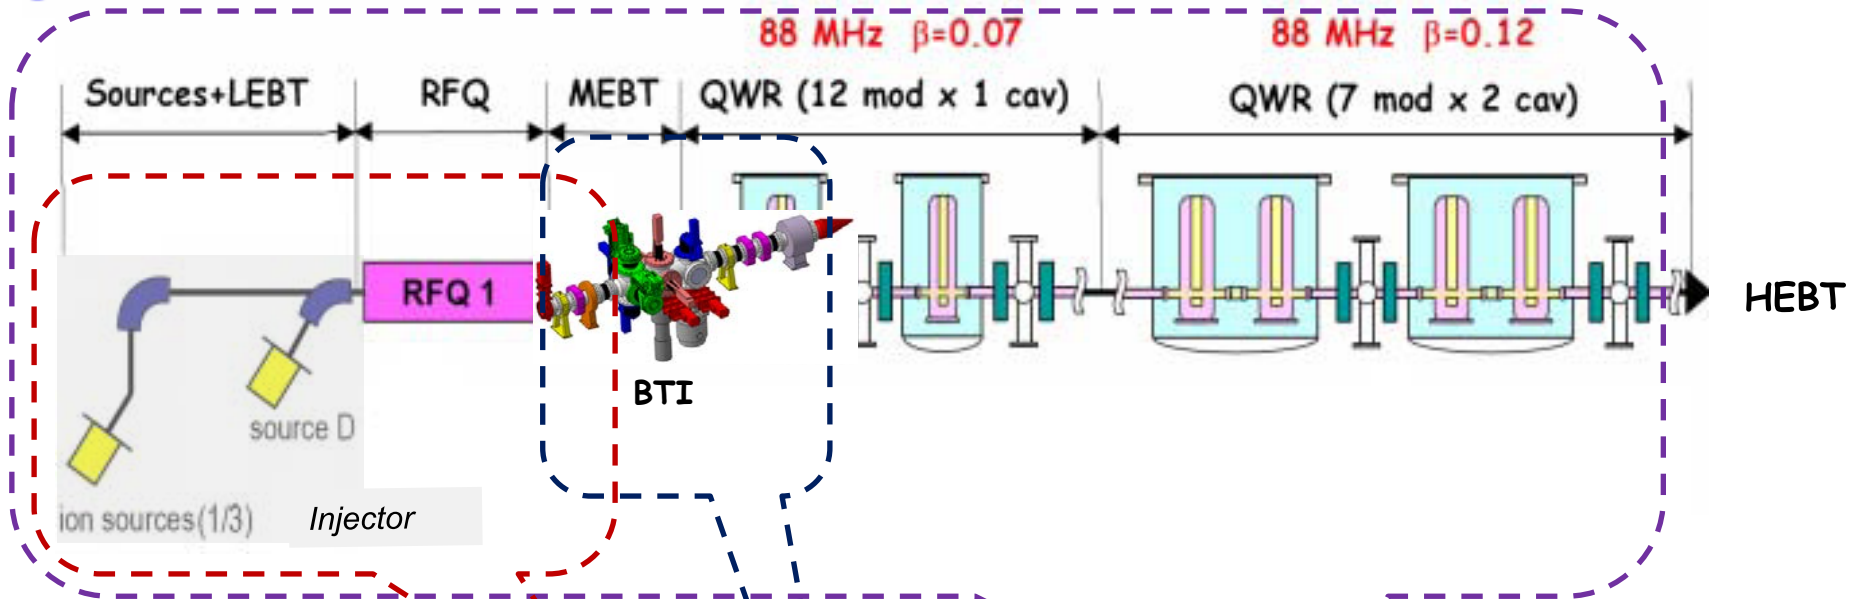 88 MHz β=0.07
88 MHz β=0.12
Sources+LEBT
RFQ
MEBT
QWR (12 mod x 1 cav)
QWR (7 mod x 2 cav)
RFQ 1
HEBT
BTI
source D
ion sources(1/3)
Injector